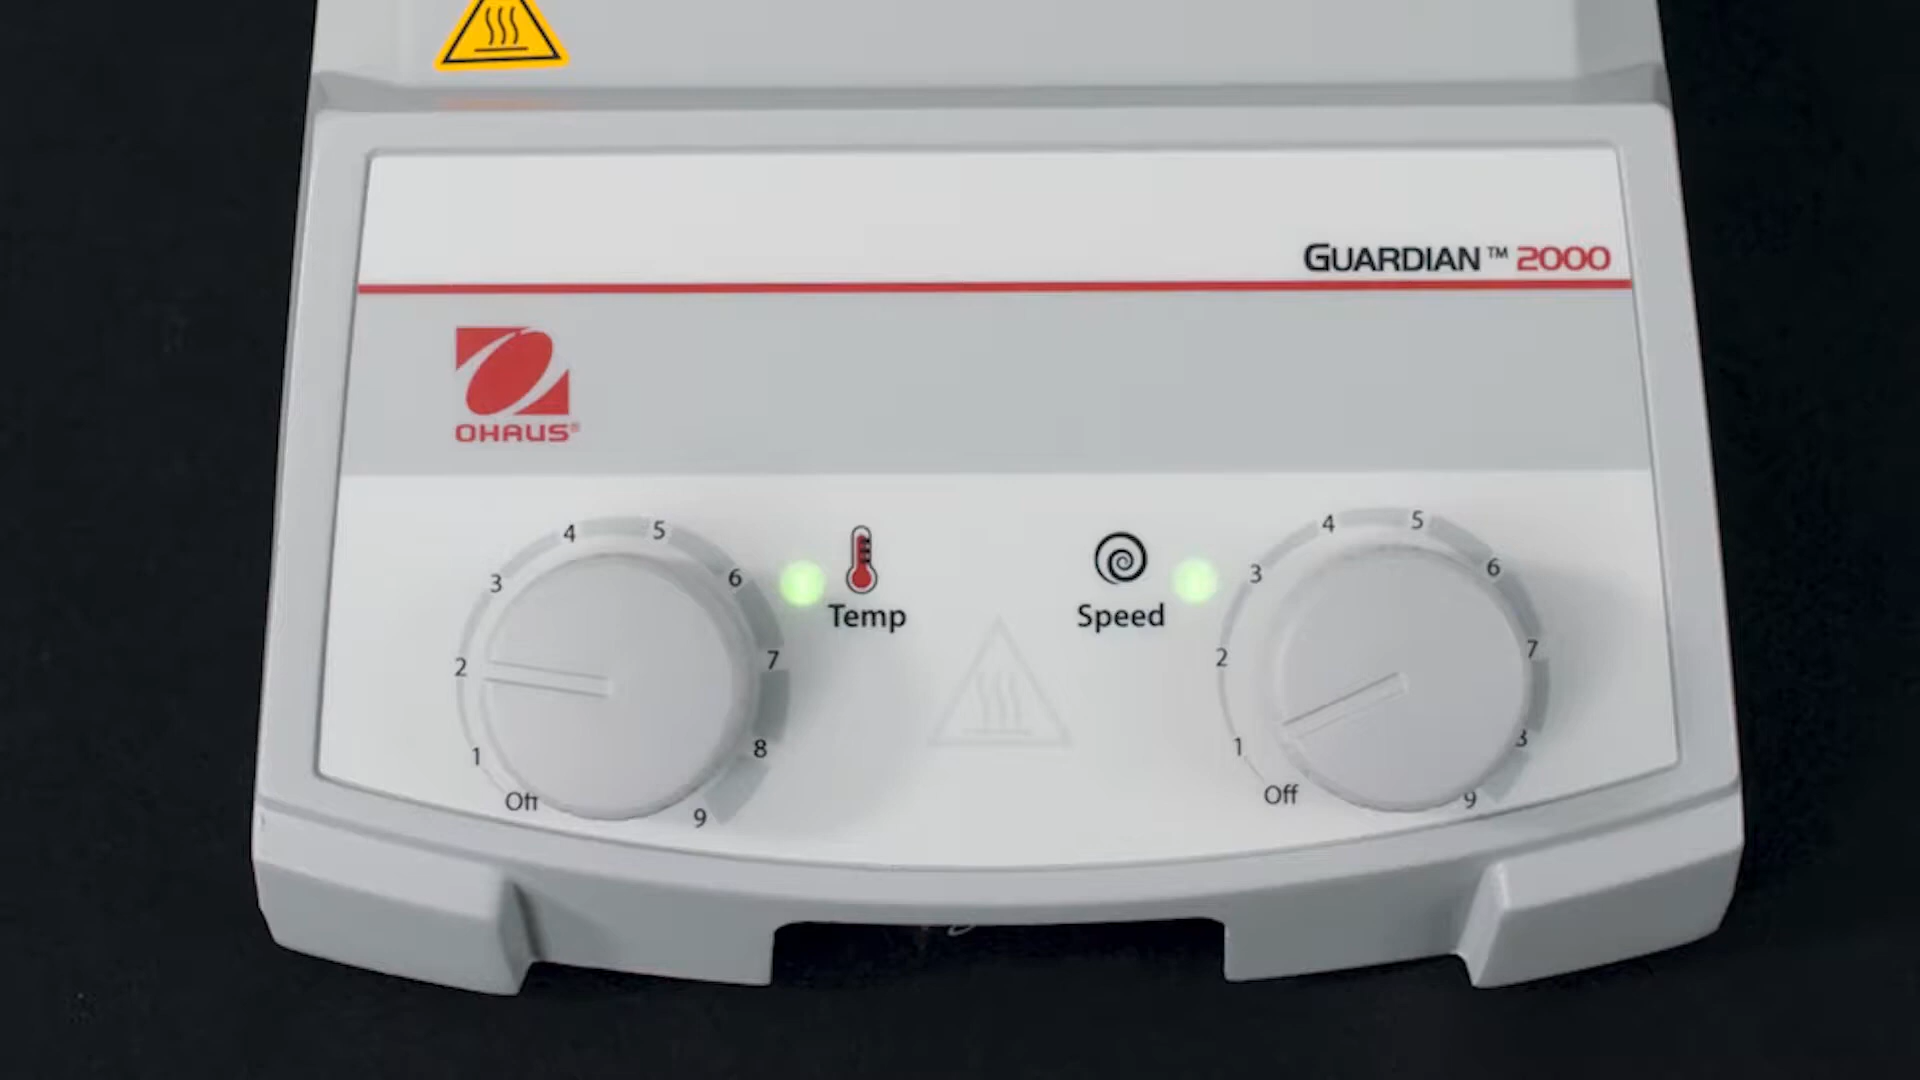 GUARDIAN™ 2000
OHAUS®
4 5
3 6
2 7
1 8
Off 9
Temp
Speed
4 5
3 6
2 7
1 8
Off 9